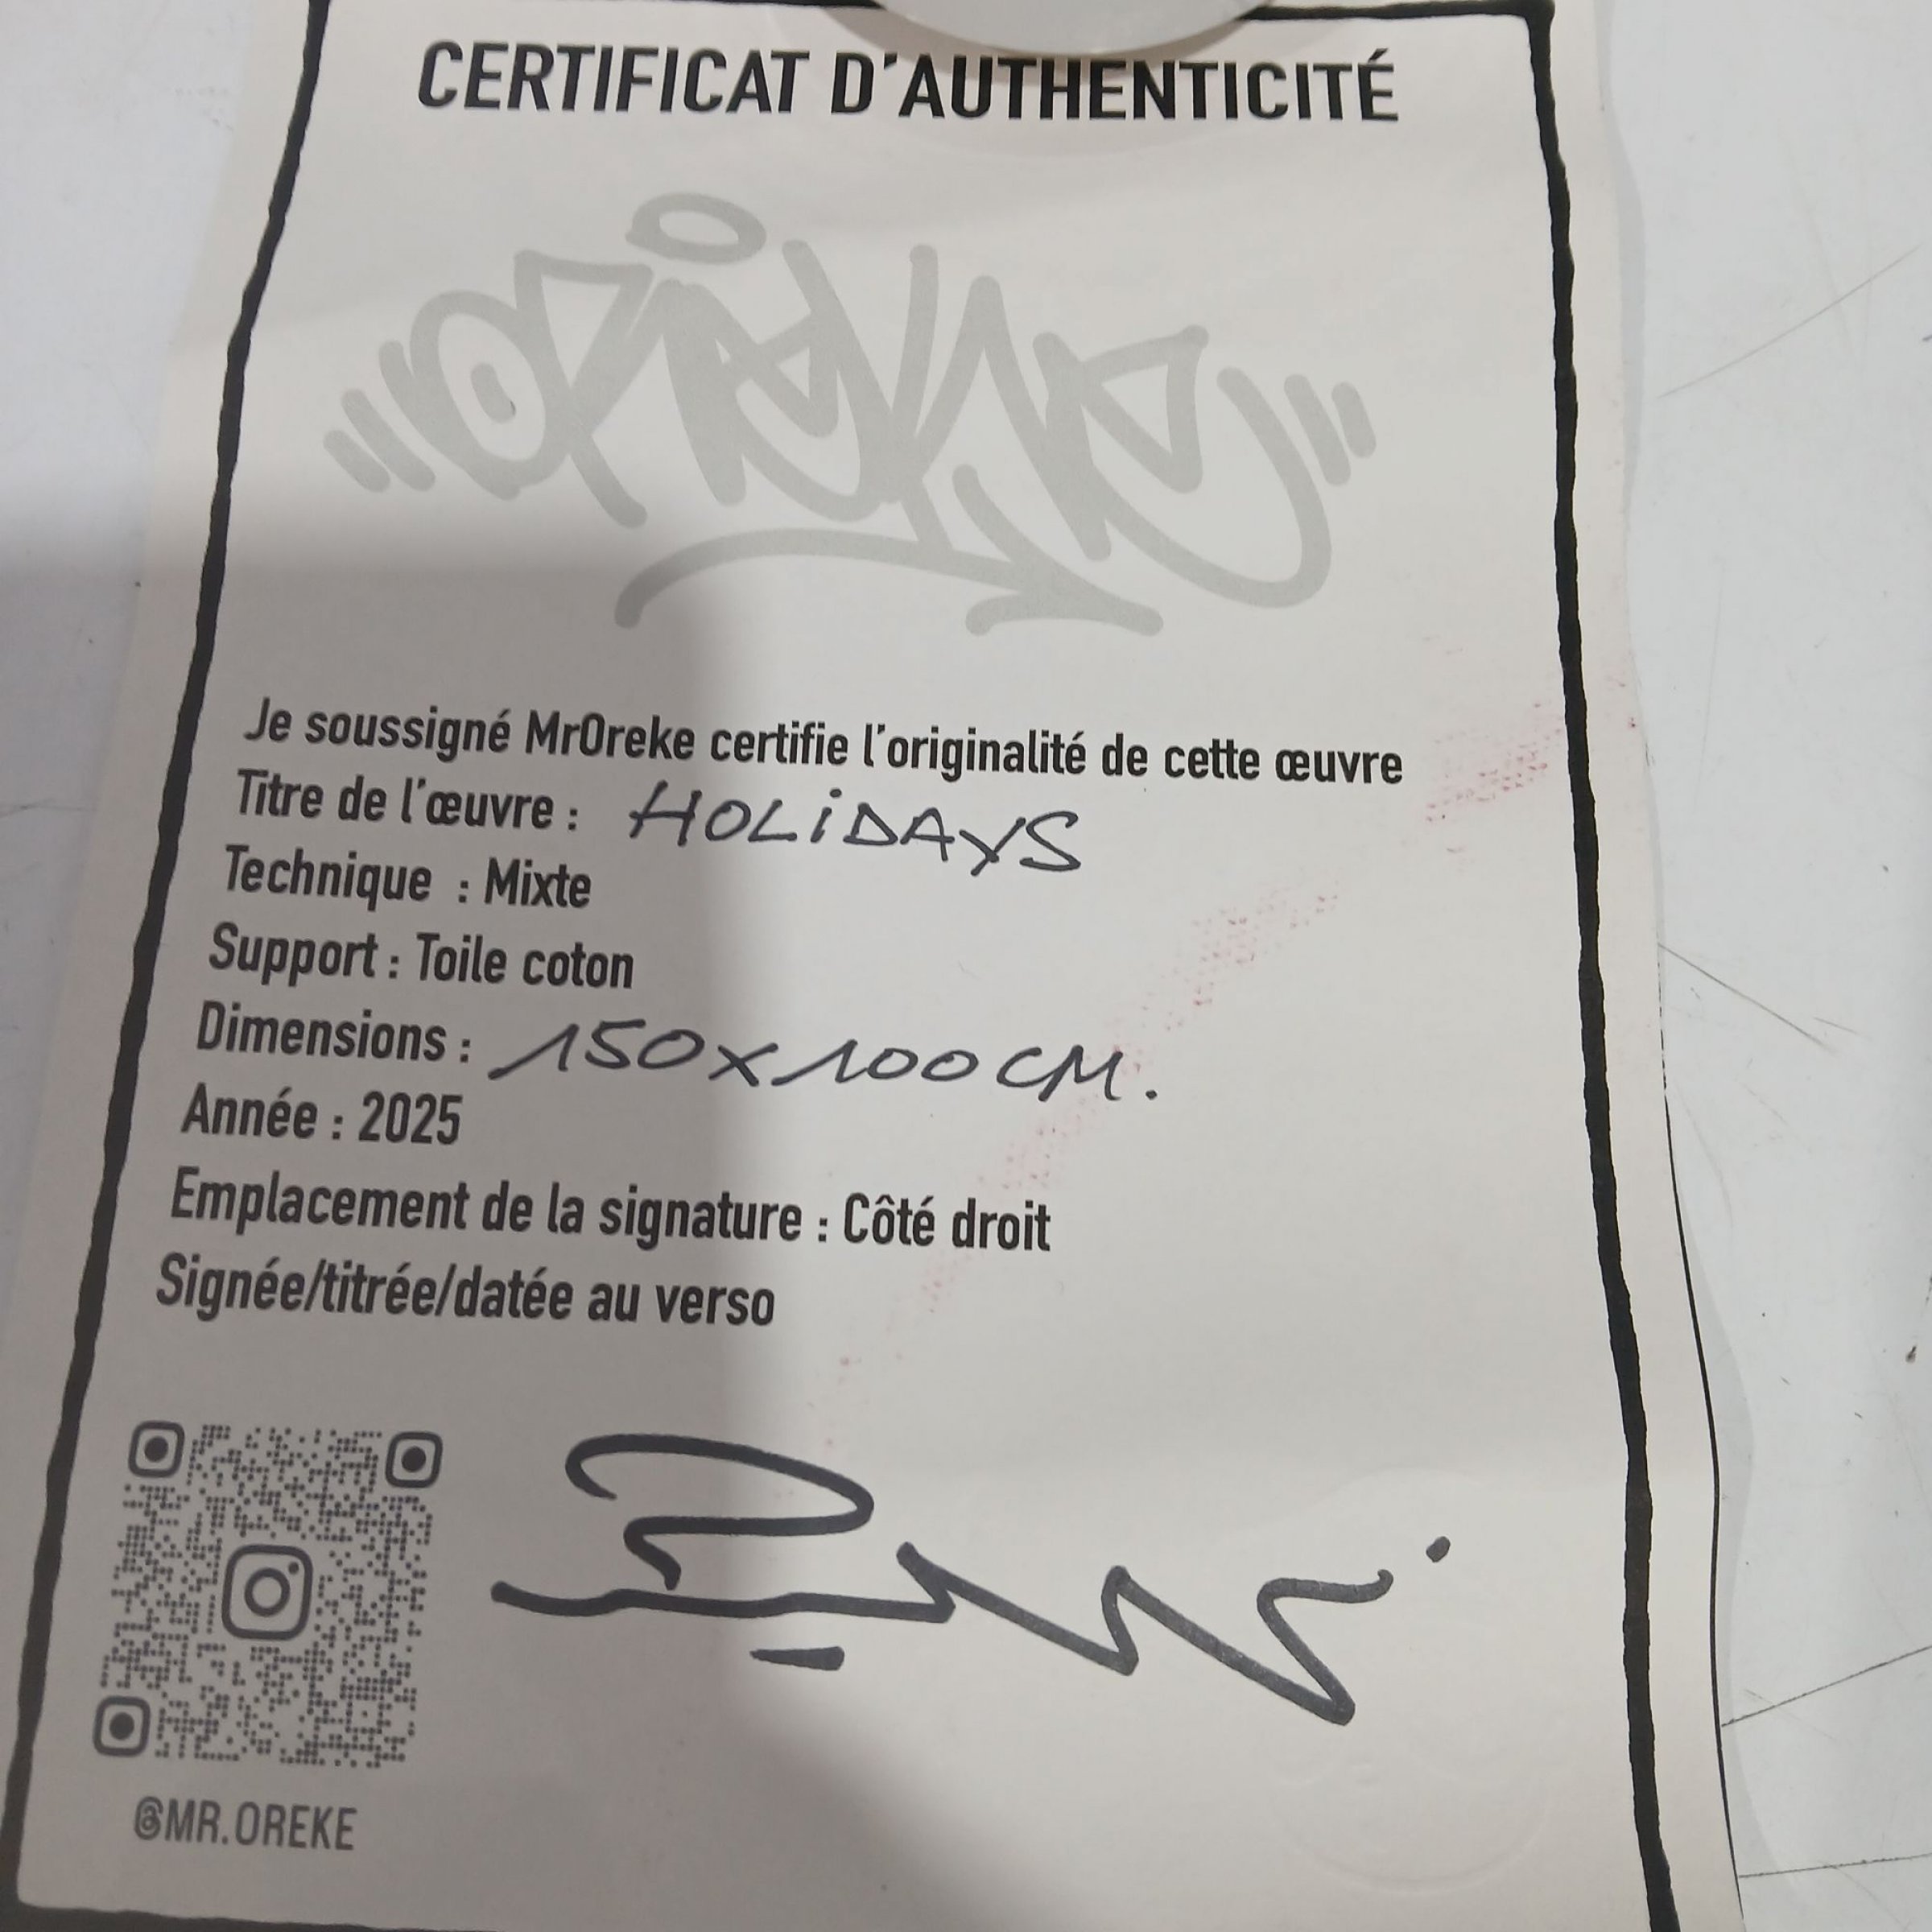 CERTIFICAT D'AUTHENTICITÉ
"OREKE"
Je soussigné MrOreke certifie l'originalité de cette œuvre
Titre de l'œuvre : HOLiDAYS
Technique : Mixte
Support : Toile coton
Dimensions : 150x100CM.
Année : 2025
Emplacement de la signature : Côté droit
Signée/titrée/datée au verso
@MR.OREKE